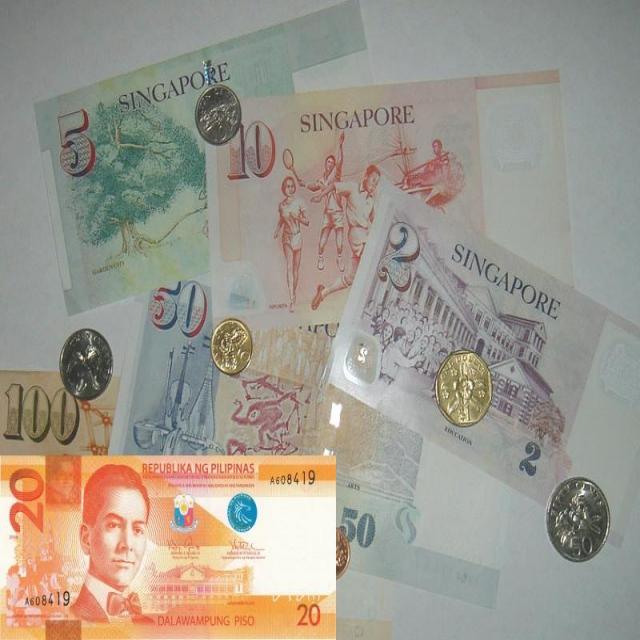 SINGAPORE
5
GARDEN CITY
SINGAPORE
10
SPORTS
2
SINGAPORE
EDUCATION
2
50
100
ARTS
50
REPUBLIKA NG PILIPINAS
20
A608419
A608419
DALAWAMPUNG PISO
20
20